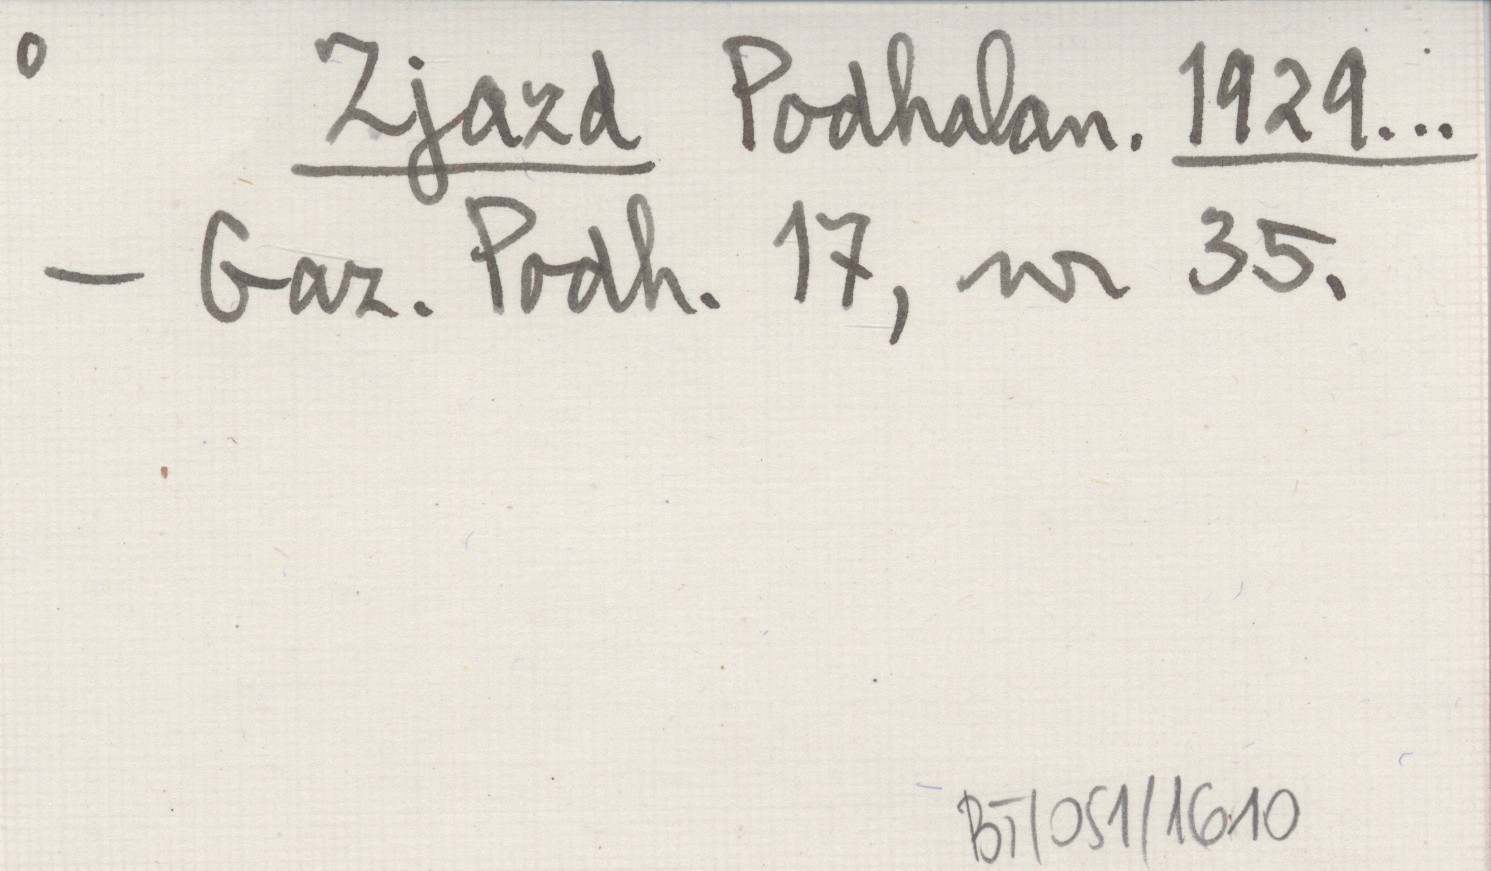 o Zjazd Podhalan. 1929...
— Gaz. Podh. 17, nr 35.
BT/051/1610